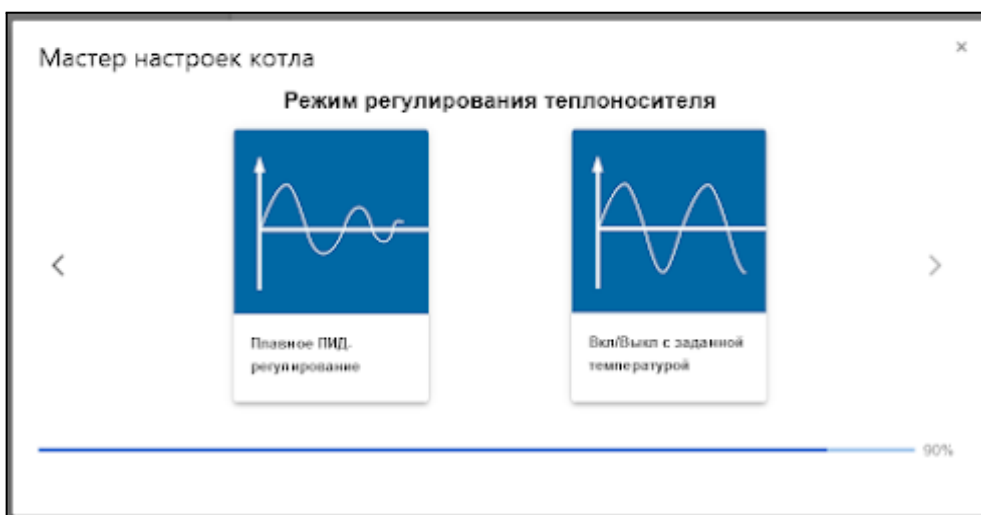 Мастер настроек котла
×
Режим регулирования теплоносителя
Плавное ПИД-
регулирование
Вкл/Выкл с заданной
температурой
90%